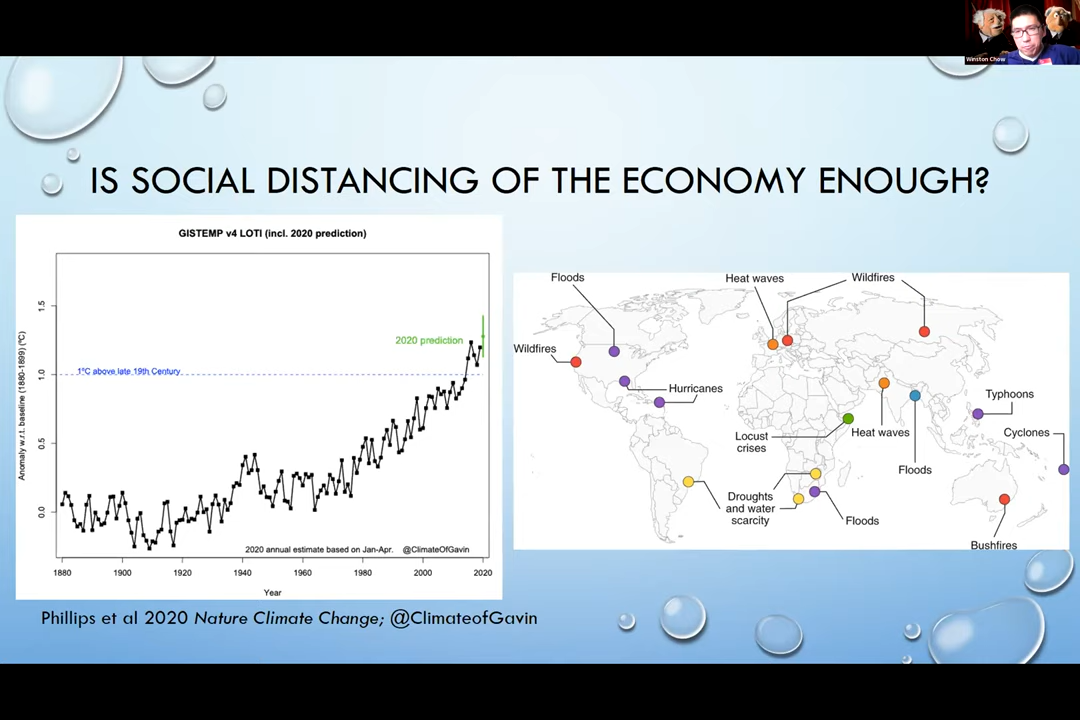 Winston Chow
IS SOCIAL DISTANCING OF THE ECONOMY ENOUGH?
GISTEMP v4 LOTI (incl. 2020 prediction)
Anomaly w.r.t. baseline (1880-1899) (ºC)
1.5
1.0
0.5
0.0
2020 prediction
1ºC above late 19th Century
2020 annual estimate based on Jan-Apr. @ClimateOfGavin
1880 1900 1920 1940 1960 1980 2000 2020
Year
Floods
Heat waves
Wildfires
Wildfires
Hurricanes
Typhoons
Cyclones
Locust
crises
Heat waves
Floods
Droughts
and water
scarcity
Floods
Bushfires
Phillips et al 2020 Nature Climate Change; @ClimateofGavin